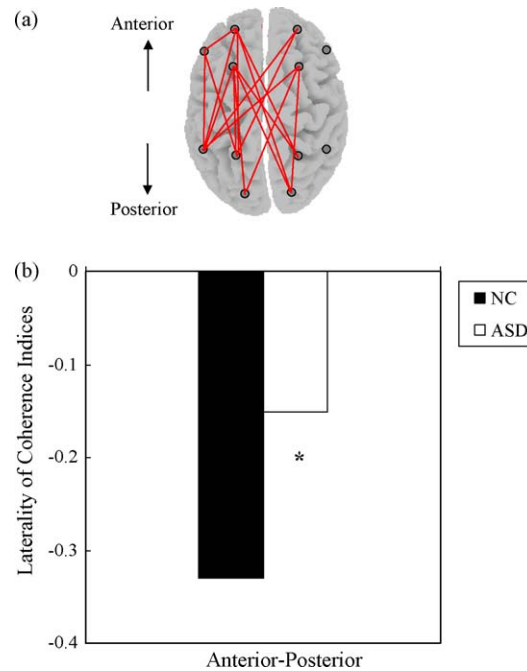 (a)
Anterior
Posterior
(b)
0
-0.1
-0.2
-0.3
-0.4
Laterality of Coherence Indices
*
NC
ASD
Anterior-Posterior